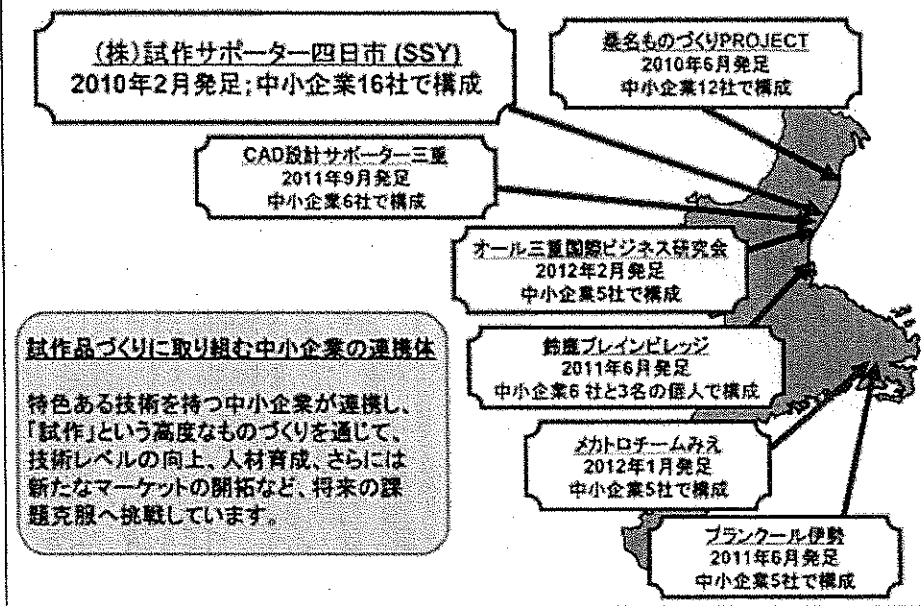 (株)試作サポーター四日市 (SSY)
2010年2月発足;中小企業16社で構成
桑名ものづくりPROJECT
2010年6月発足
中小企業12社で構成
CAD設計サポーター三重
2011年9月発足
中小企業6社で構成
オール三重国際ビジネス研究会
2012年2月発足
中小企業5社で構成
試作品づくりに取り組む中小企業の連携体
特色ある技術を持つ中小企業が連携し、
「試作」という高度なものづくりを通じて、
技術レベルの向上、人材育成、さらには
新たなマーケットの開拓など、将来の課
題克服へ挑戦しています。
鈴鹿ブレインビレッジ
2011年6月発足
中小企業6 社と3名の個人で構成
メカトロチームみえ
2012年1月発足
中小企業5社で構成
ブランクール伊勢
2011年6月発足
中小企業5社で構成